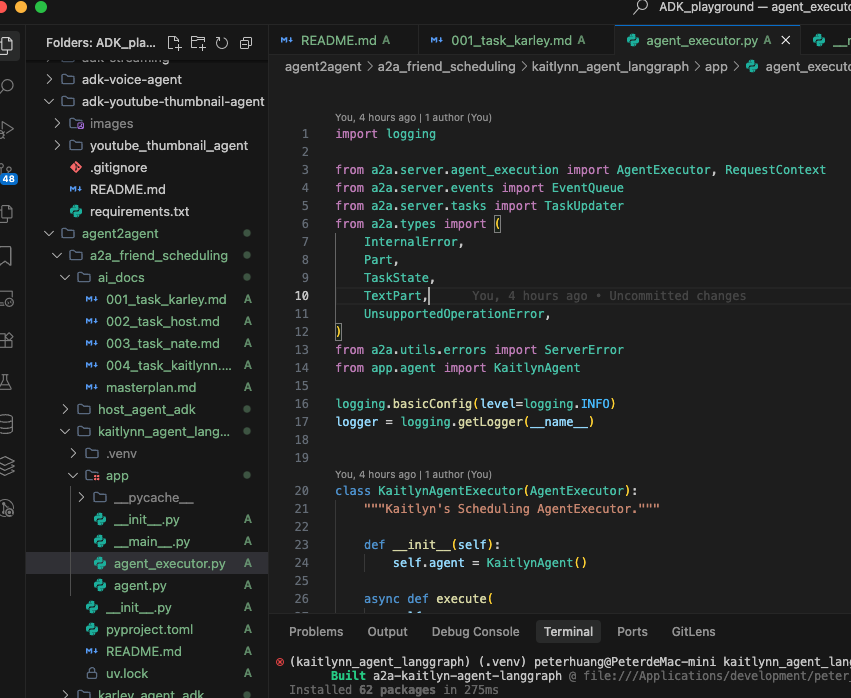 ADK_playground — agent_execut
Folders: ADK_pla...
README.md A
001_task_karley.md A
agent_executor.py A
agent2agent > a2a_friend_scheduling > kaitlynn_agent_langgraph > app > agent_execut
48
adk-streaming
adk-voice-agent
adk-youtube-thumbnail-agent
images
youtube_thumbnail_agent
.gitignore
README.md
requirements.txt
agent2agent
a2a_friend_scheduling
ai_docs
001_task_karley.md A
002_task_host.md A
003_task_nate.md A
004_task_kaitlynn.... A
masterplan.md A
host_agent_adk
kaitlynn_agent_lang...
.venv
app
__pycache__
__init__.py A
__main__.py A
agent_executor.py A
agent.py A
__init__.py A
pyproject.toml A
README.md A
uv.lock A
karley_agent_adk
You, 4 hours ago | 1 author (You)
1 import logging
2
3 from a2a.server.agent_execution import AgentExecutor, RequestContext
4 from a2a.server.events import EventQueue
5 from a2a.server.tasks import TaskUpdater
6 from a2a.types import (
7 InternalError,
8 Part,
9 TaskState,
10 TextPart, You, 4 hours ago • Uncommitted changes
11 UnsupportedOperationError,
12 )
13 from a2a.utils.errors import ServerError
14 from app.agent import KaitlynAgent
15
16 logging.basicConfig(level=logging.INFO)
17 logger = logging.getLogger(__name__)
18
19
You, 4 hours ago | 1 author (You)
20 class KaitlynAgentExecutor(AgentExecutor):
21 """Kaitlyn's Scheduling AgentExecutor."""
22
23 def __init__(self):
24 self.agent = KaitlynAgent()
25
26 async def execute(
Problems Output Debug Console Terminal Ports GitLens
(kaitlynn_agent_langgraph) (.venv) peterhuang@PeterdeMac-mini kaitlynn_agent_lang
Built a2a-kaitlyn-agent-langgraph @ file:///Applications/development/peter_
Installed 62 packages in 275ms